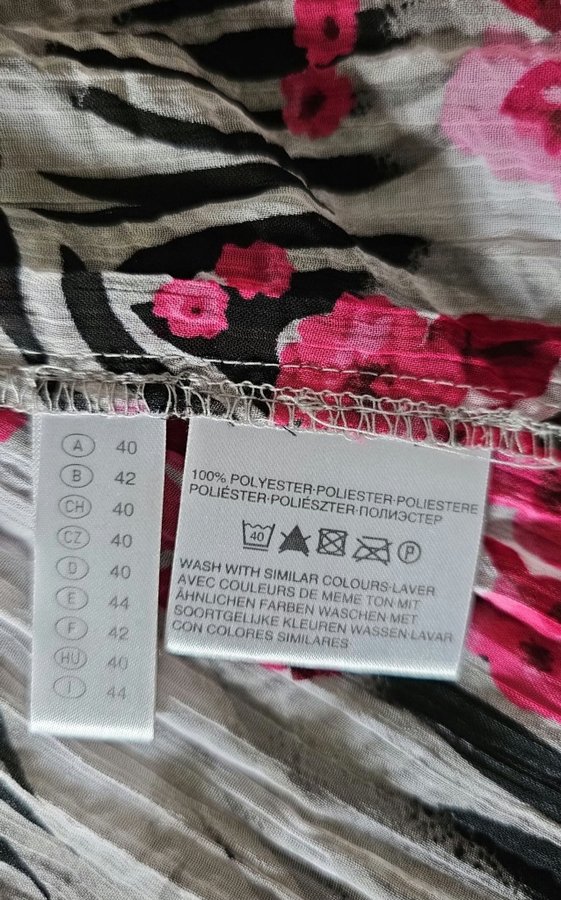 A 40
B 42
CH 40
CZ 40
D 40
E 44
F 42
HU 40
I 44
100% POLYESTER·POLIESTER·POLIESTERE
POLIÉSTER·POLIÉSZTER·ПОЛИЭСТЕР
40 P
WASH WITH SIMILAR COLOURS·LAVER
AVEC COULEURS DE MEME TON·MIT
ÄHNLICHEN FARBEN WASCHEN·MET
SOORTGELIJKE KLEUREN WASSEN·LAVAR
CON COLORES SIMILARES